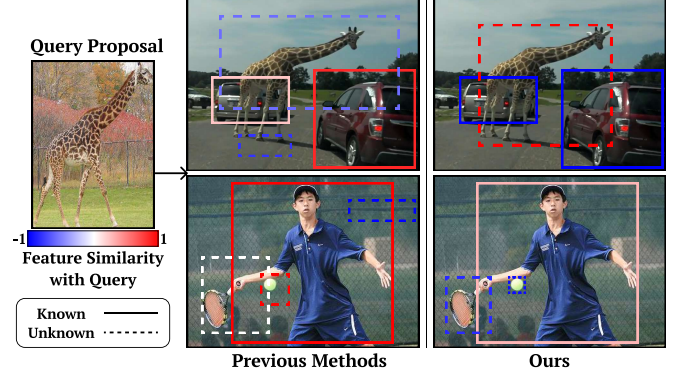 Query Proposal
-1 1
Feature Similarity
with Query
Known
Unknown
Previous Methods
Ours